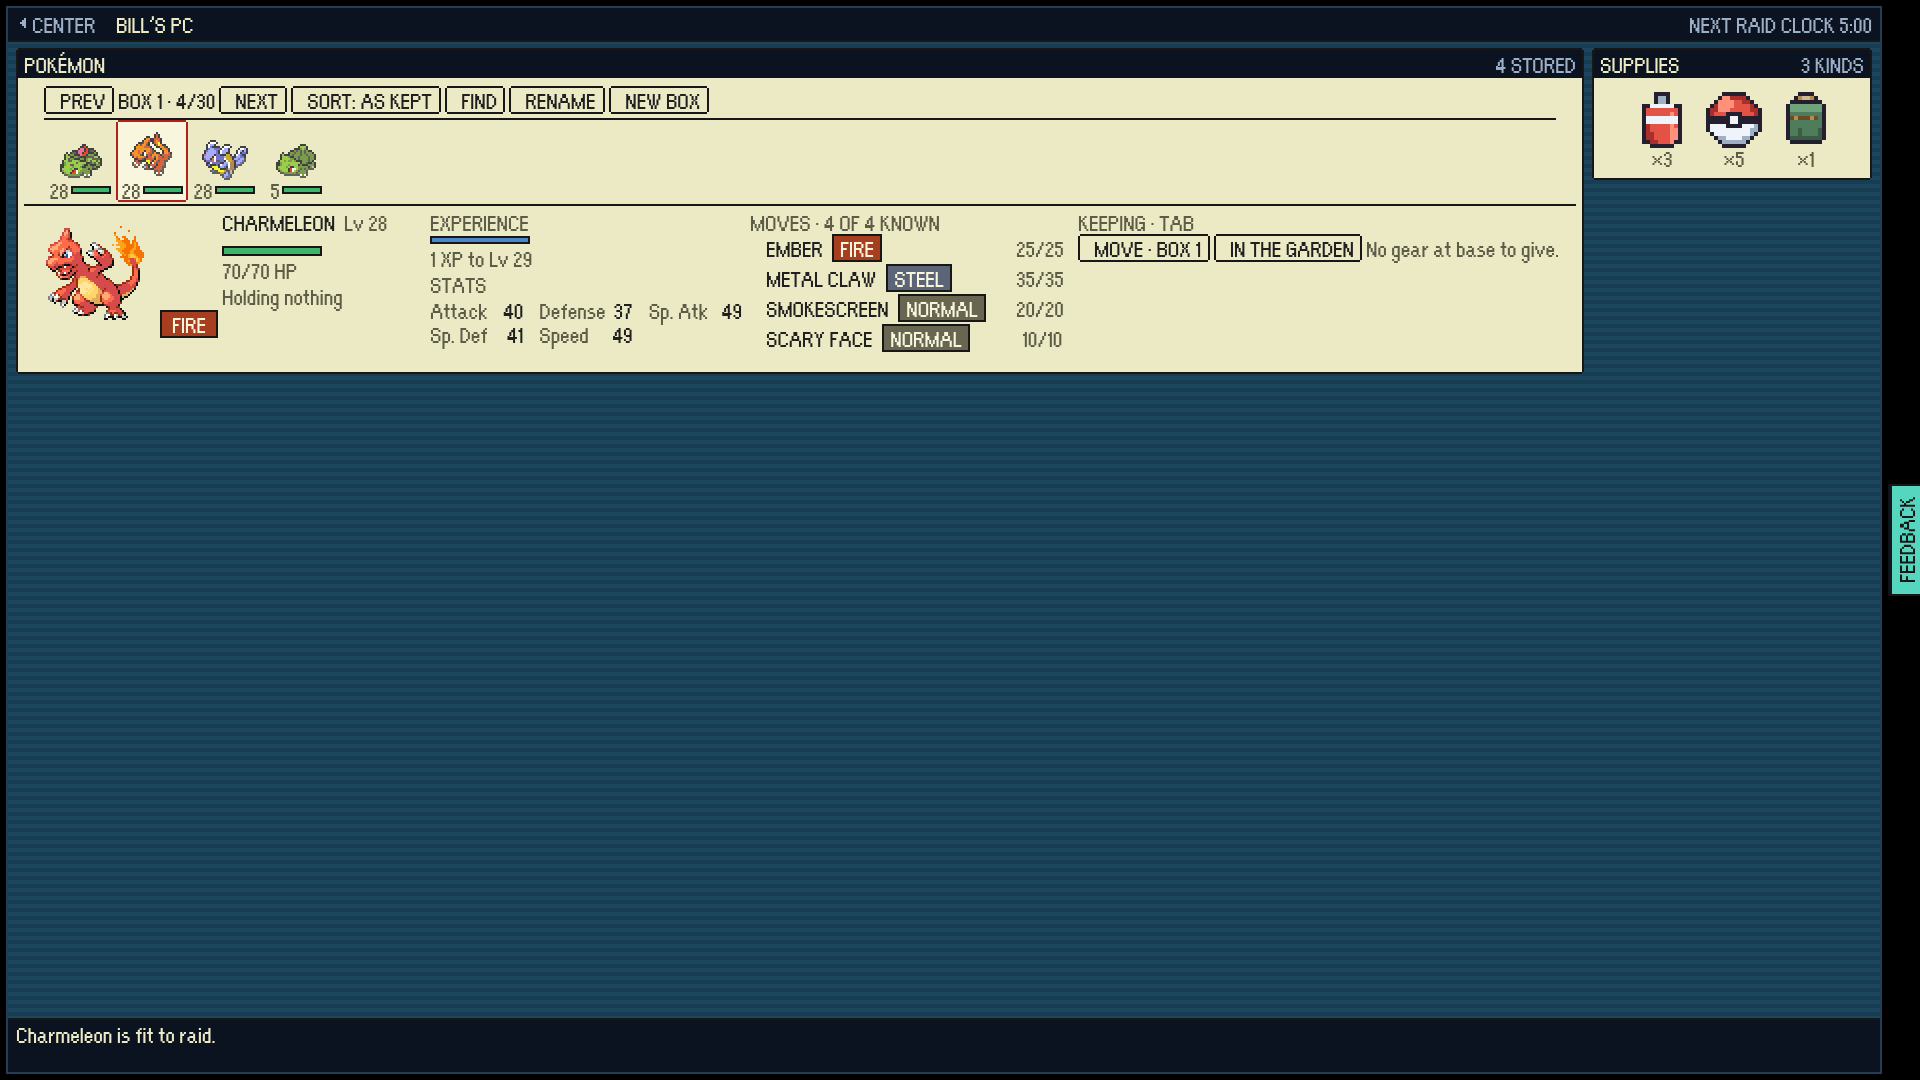 CENTER BILL'S PC NEXT RAID CLOCK 5:00
POKÉMON 4 STORED
PREV BOX 1 · 4/30 NEXT SORT: AS KEPT FIND RENAME NEW BOX
28 28 28 5
CHARMELEON Lv 28
70/70 HP
Holding nothing
FIRE
EXPERIENCE
1 XP to Lv 29
STATS
Attack 40 Defense 37 Sp. Atk 49
Sp. Def 41 Speed 49
MOVES · 4 OF 4 KNOWN
EMBER FIRE 25/25
METAL CLAW STEEL 35/35
SMOKESCREEN NORMAL 20/20
SCARY FACE NORMAL 10/10
KEEPING · TAB
MOVE · BOX 1 IN THE GARDEN No gear at base to give.
SUPPLIES 3 KINDS
×3 ×5 ×1
FEEDBACK
Charmeleon is fit to raid.